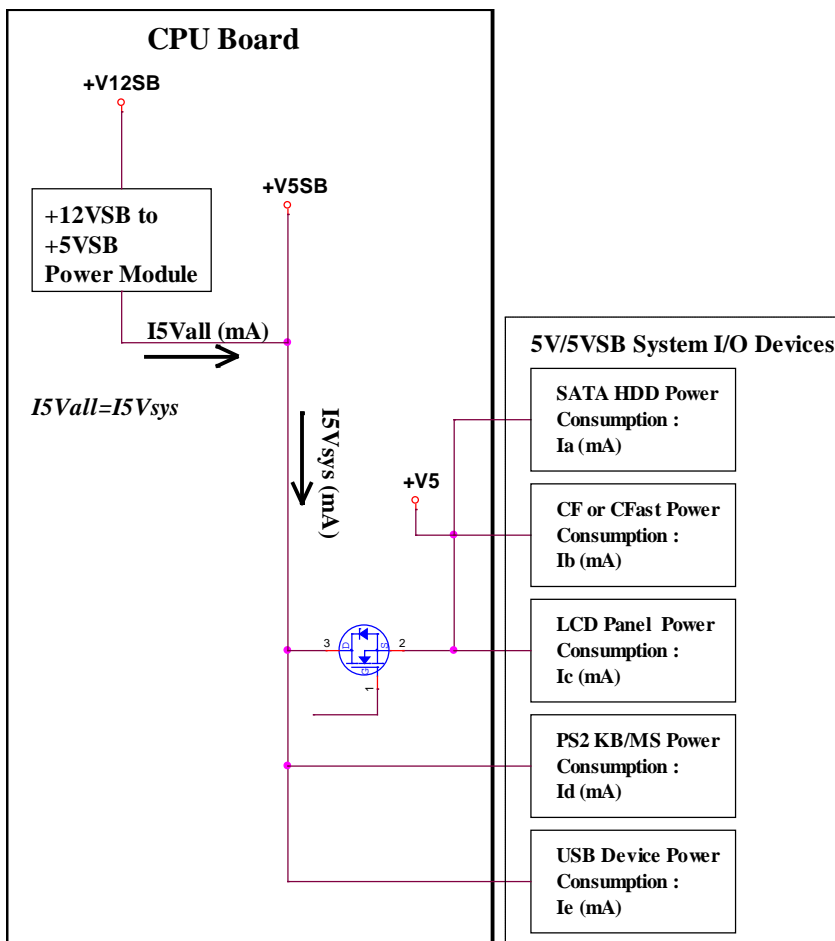 CPU Board
+V12SB
+V5SB
+12VSB to
+5VSB
Power Module
I5Vall (mA)
I5Vall=I5Vsys
I5Vsys (mA)
+V5
3
D
S
G
2
1
5V/5VSB System I/O Devices
SATA HDD Power
Consumption :
Ia (mA)
CF or CFast Power
Consumption :
Ib (mA)
LCD Panel Power
Consumption :
Ic (mA)
PS2 KB/MS Power
Consumption :
Id (mA)
USB Device Power
Consumption :
Ie (mA)